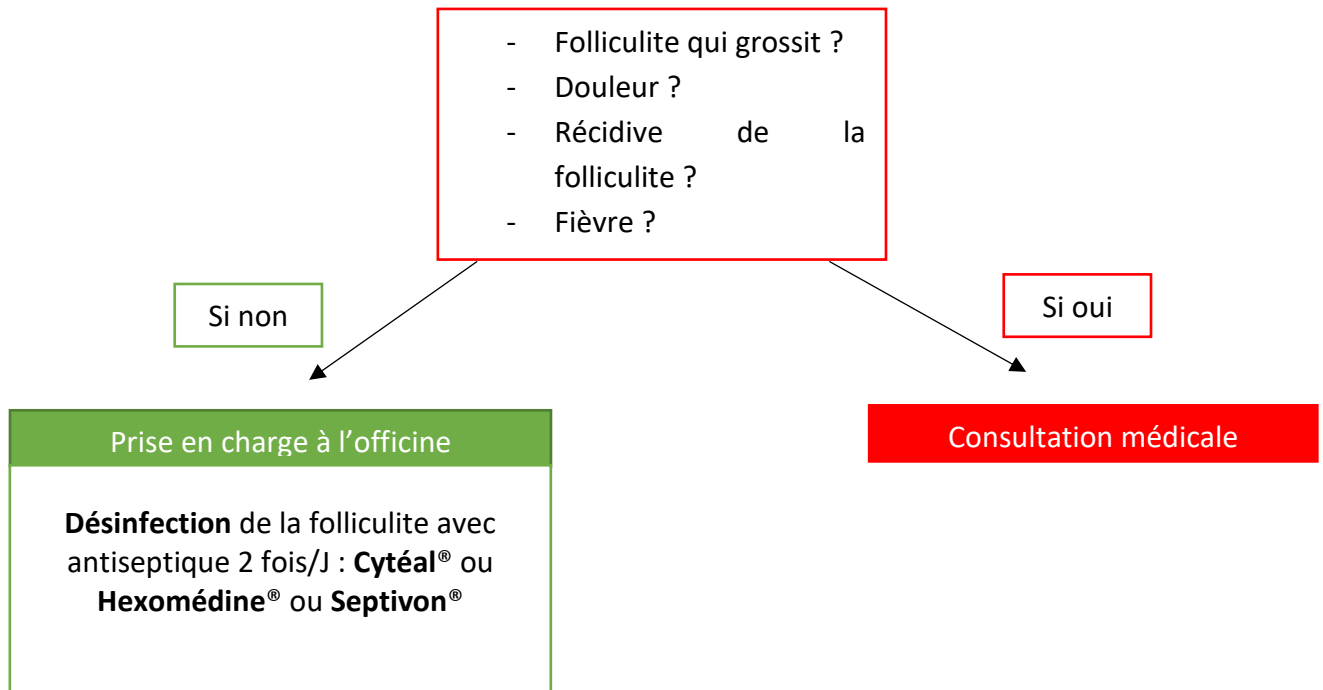 - Folliculite qui grossit ?
- Douleur ?
- Récidive de la
folliculite ?
- Fièvre ?
Si non
Si oui
Prise en charge à l'officine
Consultation médicale
Désinfection de la folliculite avec
antiseptique 2 fois/J : Cytéal® ou
Hexomédine® ou Septivon®